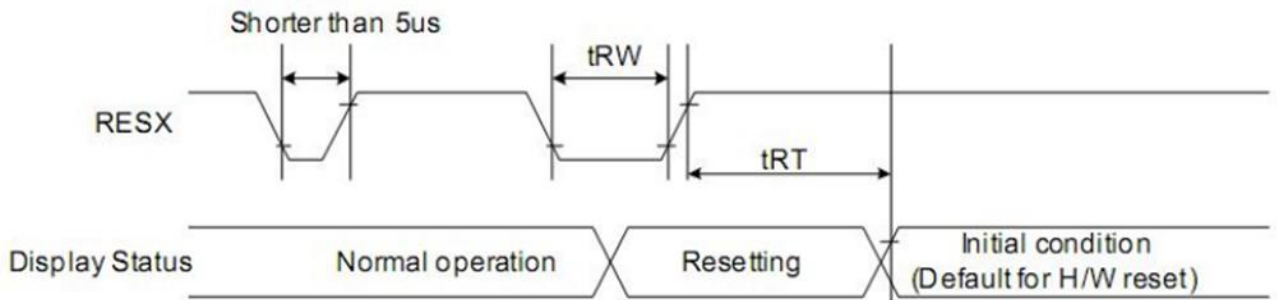 Shorter than 5us
tRW
RESX
tRT
Display Status
Normal operation
Resetting
Initial condition
(Default for H/W reset)